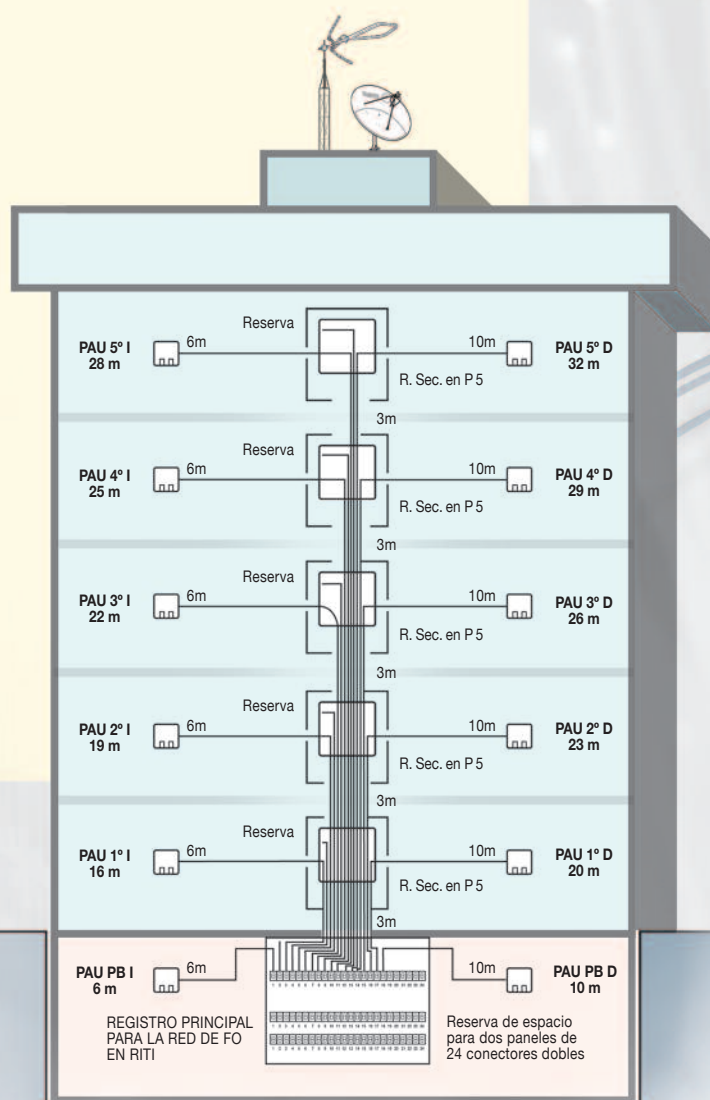 Reserva
PAU 5º I
28 m
6m
10m
PAU 5º D
32 m
R. Sec. en P 5
3m
Reserva
PAU 4º I
25 m
6m
10m
PAU 4º D
29 m
R. Sec. en P 5
3m
Reserva
PAU 3º I
22 m
6m
10m
PAU 3º D
26 m
R. Sec. en P 5
3m
Reserva
PAU 2º I
19 m
6m
10m
PAU 2º D
23 m
R. Sec. en P 5
3m
Reserva
PAU 1º I
16 m
6m
10m
PAU 1º D
20 m
R. Sec. en P 5
3m
PAU PB I
6 m
6m
10m
PAU PB D
10 m
REGISTRO PRINCIPAL
PARA LA RED DE FO
EN RITI
Reserva de espacio
para dos paneles de
24 conectores dobles